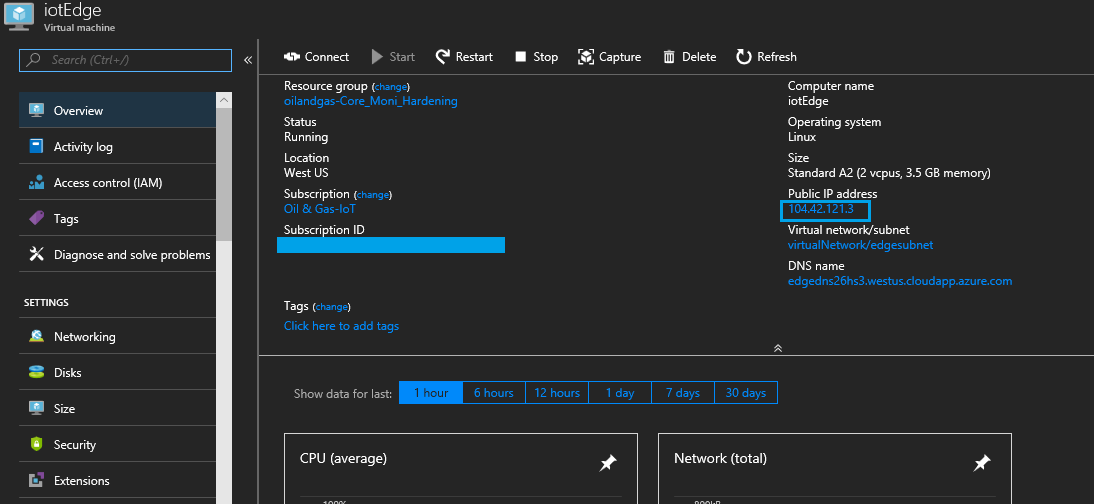 iotEdge
Virtual machine
Search (Ctrl+/)
Overview
Activity log
Access control (IAM)
Tags
Diagnose and solve problems
SETTINGS
Networking
Disks
Size
Security
Extensions
Connect Start Restart Stop Capture Delete Refresh
Resource group (change)
oilandgas-Core_Moni_Hardening
Status
Running
Location
West US
Subscription (change)
Oil & Gas-IoT
Subscription ID
Computer name
iotEdge
Operating system
Linux
Size
Standard A2 (2 vcpus, 3.5 GB memory)
Public IP address
104.42.121.3
Virtual network/subnet
virtualNetwork/edgesubnet
DNS name
edgedns26hs3.westus.cloudapp.azure.com
Tags (change)
Click here to add tags
Show data for last: 1 hour 6 hours 12 hours 1 day 7 days 30 days
CPU (average)
100%
Network (total)
800kB